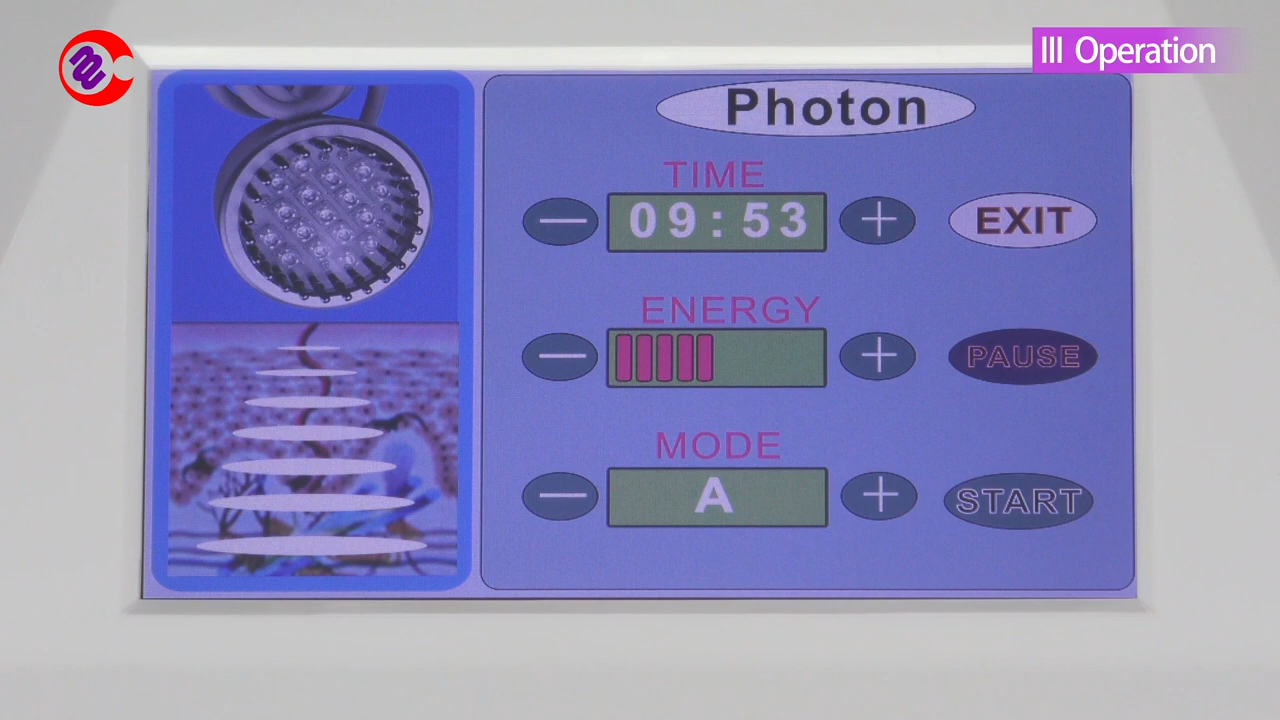 III Operation
Photon
TIME
09:53
EXIT
ENERGY
PAUSE
MODE
A
START